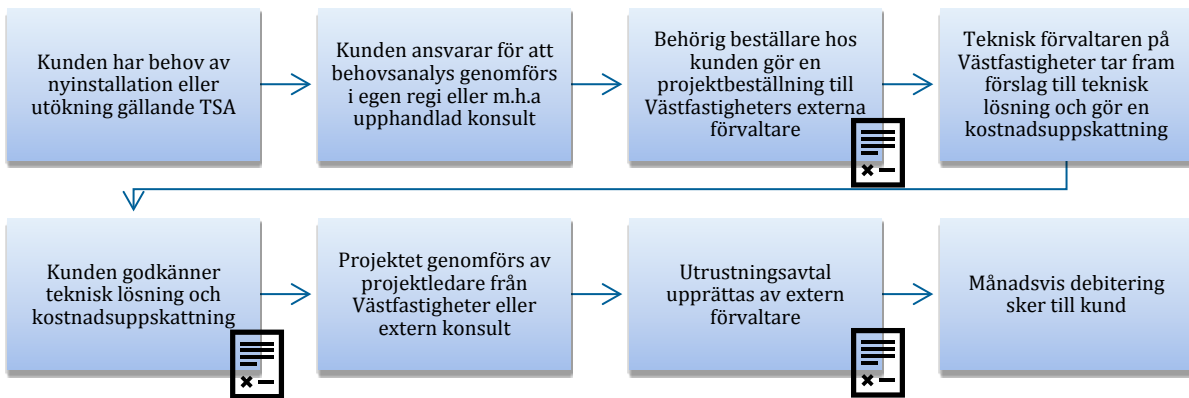 Kunden har behov av
nyinstallation eller
utökning gällande TSA
Kunden ansvarar för att
behovsanalys genomförs
i egen regi eller m.h.a
upphandlad konsult
Behörig beställare hos
kunden gör en
projektbeställning till
Västfastigheters externa
förvaltare
Teknisk förvaltaren på
Västfastigheter tar fram
förslag till teknisk
lösning och gör en
kostnadsuppskattning
Kunden godkänner
teknisk lösning och
kostnadsuppskattning
Projektet genomförs av
projektledare från
Västfastigheter eller
extern konsult
Utrustningsavtal
upprättas av extern
förvaltare
Månadsvis debitering
sker till kund